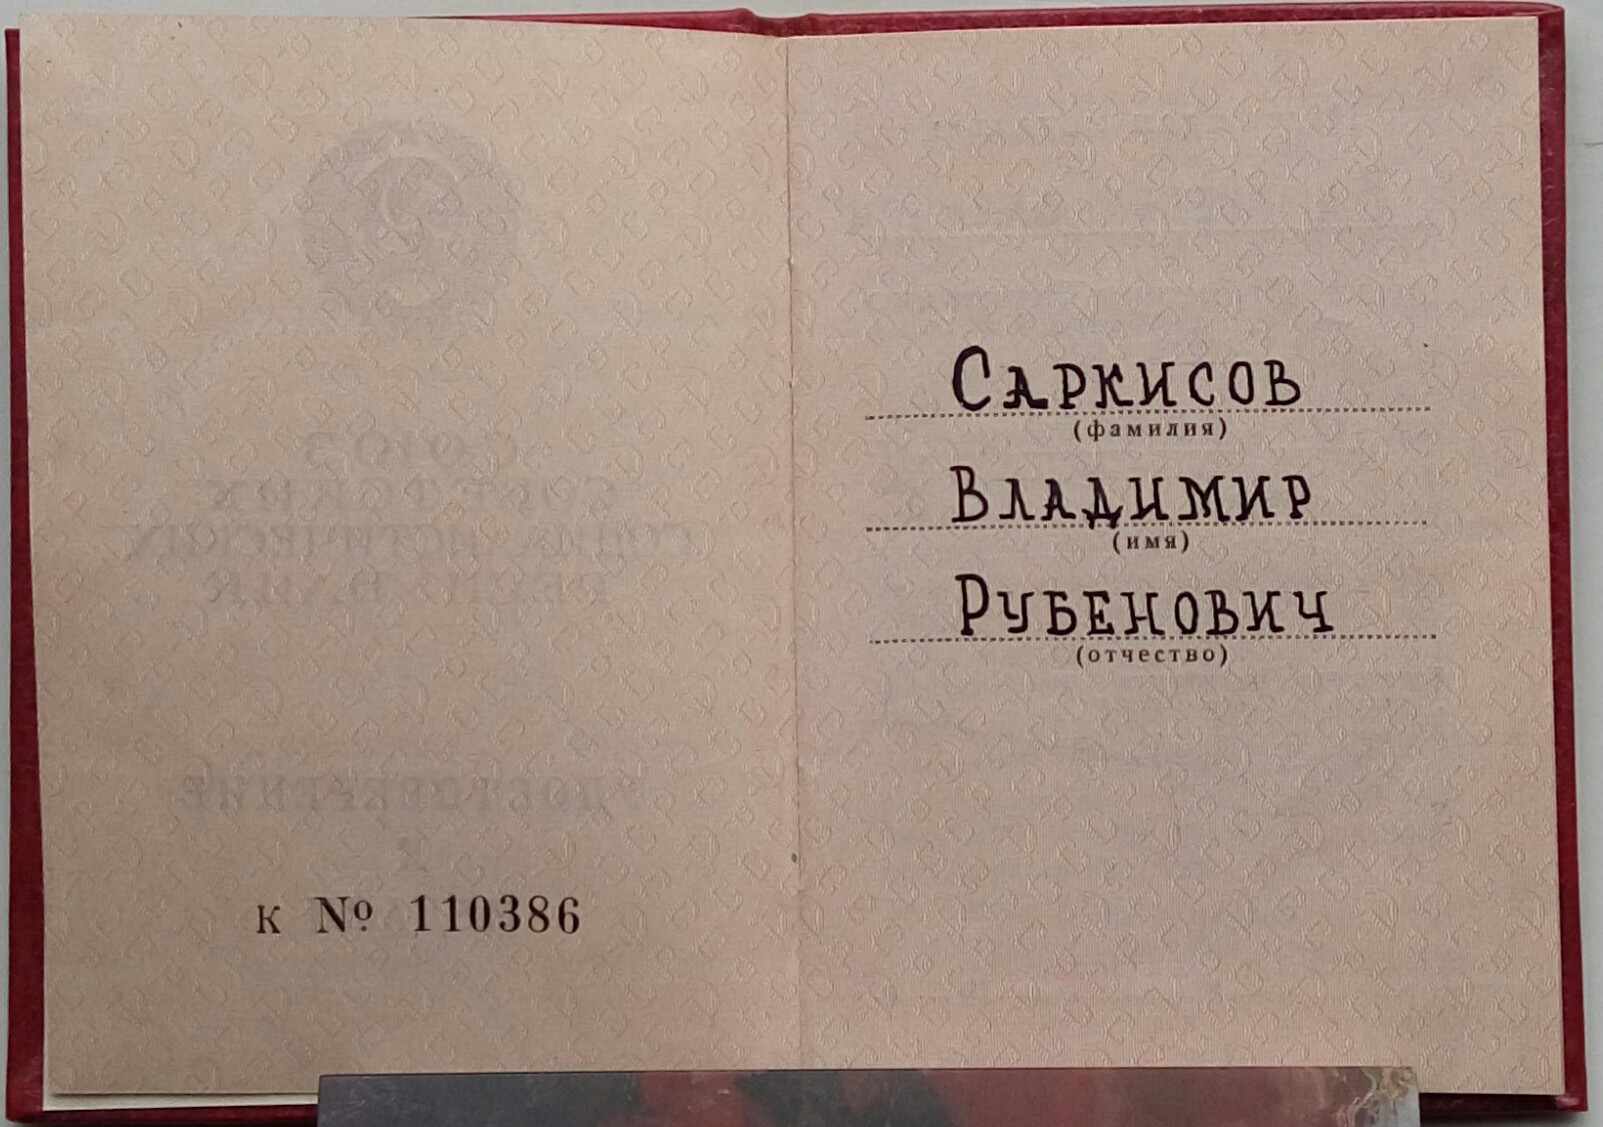 к № 110386
Саркисов
(фамилия)
Владимир
(имя)
Рубенович
(отчество)